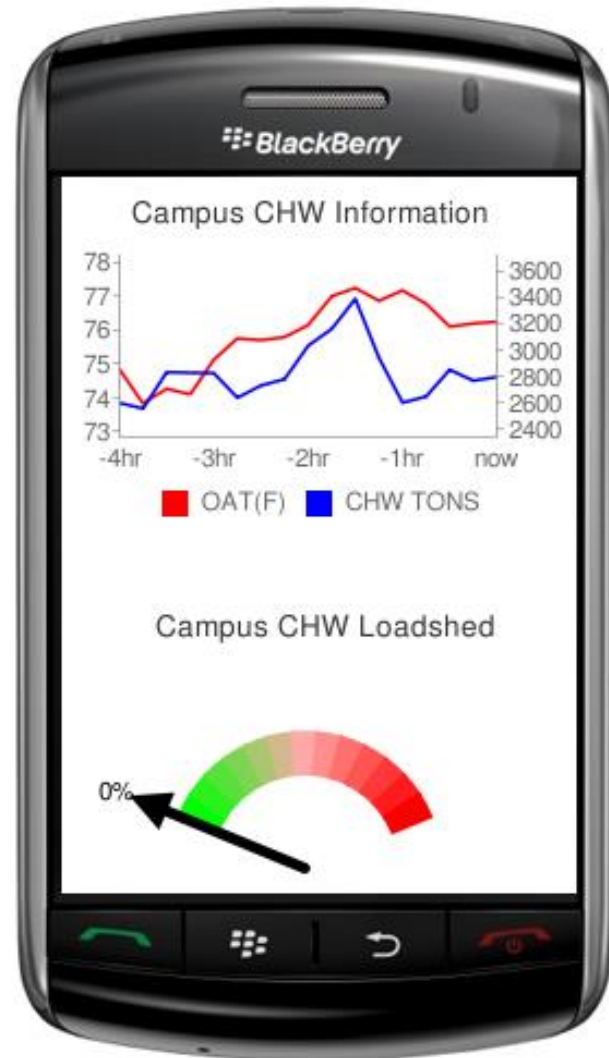 BlackBerry
Campus CHW Information
78
77
76
75
74
73
3600
3400
3200
3000
2800
2600
2400
-4hr -3hr -2hr -1hr now
OAT(F) CHW TONS
Campus CHW Loadshed
0%